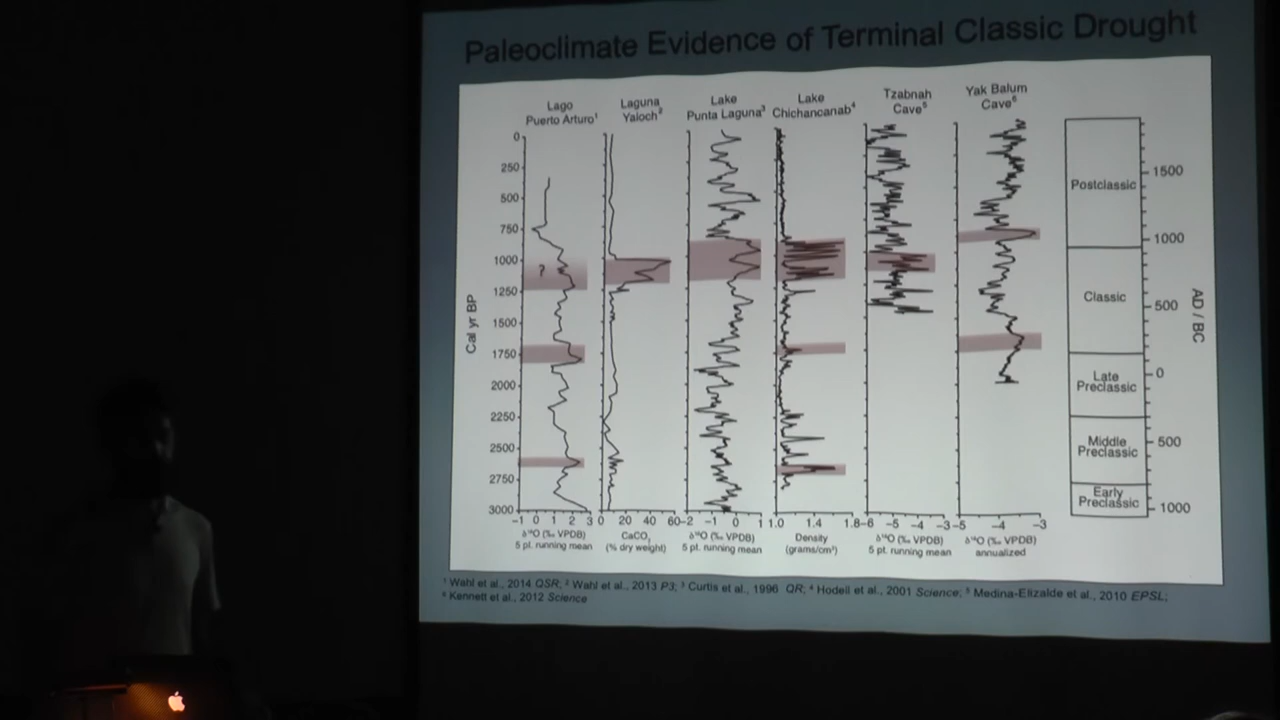 Paleoclimate Evidence of Terminal Classic Drought
Lago
Puerto Arturo¹
Laguna
Yaloch²
Lake
Punta Laguna³
Lake
Chichancanab⁴
Tzabnah
Cave⁵
Yak Balum
Cave⁶
Cal yr BP
0
250
500
750
1000
1250
1500
1750
2000
2250
2500
2750
3000
?
-1 0 1 2 3
δ¹⁸O (‰ VPDB)
5 pt. running mean
0 20 40 60
CaCO₃
(% dry weight)
-2 -1 0 1
δ¹⁸O (‰ VPDB)
5 pt. running mean
1.0 1.4 1.8
Density
(grams/cm³)
-6 -5 -4 -3
δ¹⁸O (‰ VPDB)
5 pt. running mean
-5 -4 -3
δ¹⁸O (‰ VPDB)
annualized
Postclassic
Classic
Late
Preclassic
Middle
Preclassic
Early
Preclassic
1500
1000
500
0
500
1000
AD / BC
¹ Wahl et al., 2014 QSR; ² Wahl et al., 2013 P3; ³ Curtis et al., 1996 QR; ⁴ Hodell et al., 2001 Science; ⁵ Medina-Elizalde et al., 2010 EPSL;
⁶ Kennett et al., 2012 Science